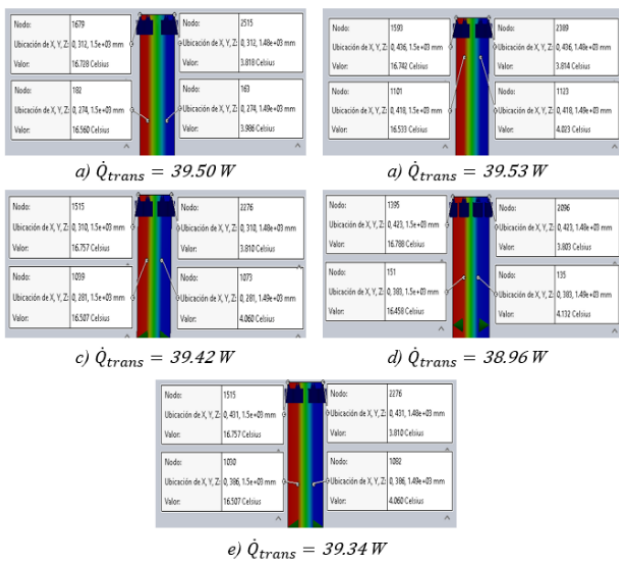 Nodo: 1679
Ubicación de X, Y, Z: 0, 312, 1.5e+03 mm
Valor: 16.728 Celsius
Nodo: 2515
0, 312, 1.48e+03 mm
Valor: 3.818 Celsius
Nodo: 182
Ubicación de X, Y, Z: 0, 274, 1.5e+03 mm
Valor: 16.560 Celsius
Nodo: 163
Ubicación de X, Y, Z: 0, 274, 1.49e+03 mm
Valor: 3.986 Celsius
a) Q̇trans = 39.50 W
Nodo: 1593
Ubicación de X, Y, Z: 0, 436, 1.5e+03 mm
Valor: 16.742 Celsius
Nodo: 2389
Ubicación de X, Y, Z: 0, 436, 1.48e+03 mm
Valor: 3.814 Celsius
Nodo: 1101
Ubicación de X, Y, Z: 0, 418, 1.5e+03 mm
Valor: 16.533 Celsius
Nodo: 1123
Ubicación de X, Y, Z: 0, 418, 1.49e+03 mm
Valor: 4.023 Celsius
a) Q̇trans = 39.53 W
Nodo: 1515
Ubicación de X, Y, Z: 0, 310, 1.5e+03 mm
Valor: 16.757 Celsius
Nodo: 2276
Ubicación de X, Y, Z: 0, 310, 1.48e+03 mm
Valor: 3.810 Celsius
Nodo: 1039
Ubicación de X, Y, Z: 0, 281, 1.5e+03 mm
Valor: 16.507 Celsius
Nodo: 1073
Ubicación de X, Y, Z: 0, 281, 1.49e+03 mm
Valor: 4.060 Celsius
c) Q̇trans = 39.42 W
Nodo: 1395
Ubicación de X, Y, Z: 0, 423, 1.5e+03 mm
Valor: 16.788 Celsius
Nodo: 2096
Ubicación de X, Y, Z: 0, 423, 1.48e+03 mm
Valor: 3.803 Celsius
Nodo: 151
Ubicación de X, Y, Z: 0, 383, 1.5e+03 mm
Valor: 16.458 Celsius
Nodo: 135
Ubicación de X, Y, Z: 0, 383, 1.49e+03 mm
Valor: 4.132 Celsius
d) Q̇trans = 38.96 W
Nodo: 1515
Ubicación de X, Y, Z: 0, 431, 1.5e+03 mm
Valor: 16.757 Celsius
Nodo: 2276
Ubicación de X, Y, Z: 0, 431, 1.48e+03 mm
Valor: 3.810 Celsius
Nodo: 1030
Ubicación de X, Y, Z: 0, 386, 1.5e+03 mm
Valor: 16.507 Celsius
Nodo: 1082
Ubicación de X, Y, Z: 0, 386, 1.49e+03 mm
Valor: 4.060 Celsius
e) Q̇trans = 39.34 W